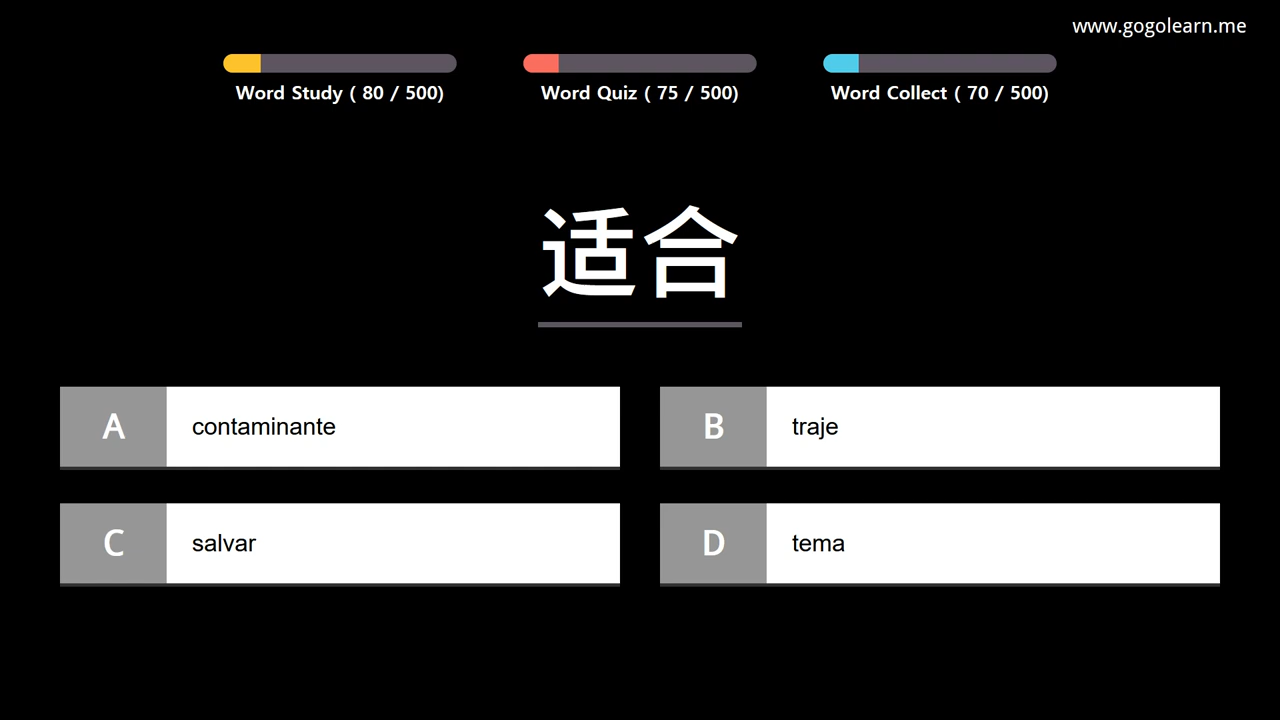 www.gogolearn.me
Word Study ( 80 / 500)
Word Quiz ( 75 / 500)
Word Collect ( 70 / 500)
适合
A contaminante
B traje
C salvar
D tema